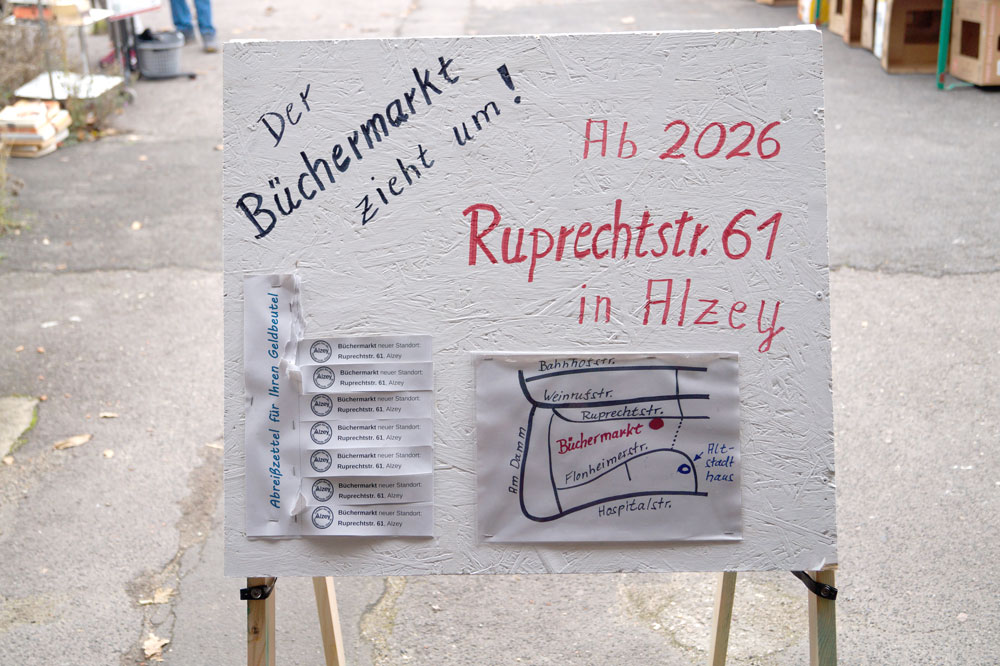 Der
Büchermarkt
zieht um!
Ab 2026
Ruprechtstr. 61
in Alzey
Abreißzettel für Ihren Geldbeutel
Alzey
Büchermarkt neuer Standort:
Ruprechtstr. 61, Alzey
Alzey
Büchermarkt neuer Standort:
Ruprechtstr. 61, Alzey
Alzey
Büchermarkt neuer Standort:
Ruprechtstr. 61, Alzey
Alzey
Büchermarkt neuer Standort:
Ruprechtstr. 61, Alzey
Alzey
Büchermarkt neuer Standort:
Ruprechtstr. 61, Alzey
Alzey
Büchermarkt neuer Standort:
Ruprechtstr. 61, Alzey
Alzey
Büchermarkt neuer Standort:
Ruprechtstr. 61, Alzey
Bahnhofstr.
Weinrufstr.
Ruprechtstr.
Büchermarkt
Am Damm
Flonheimerstr.
Alt-
stadt
haus
Hospitalstr.